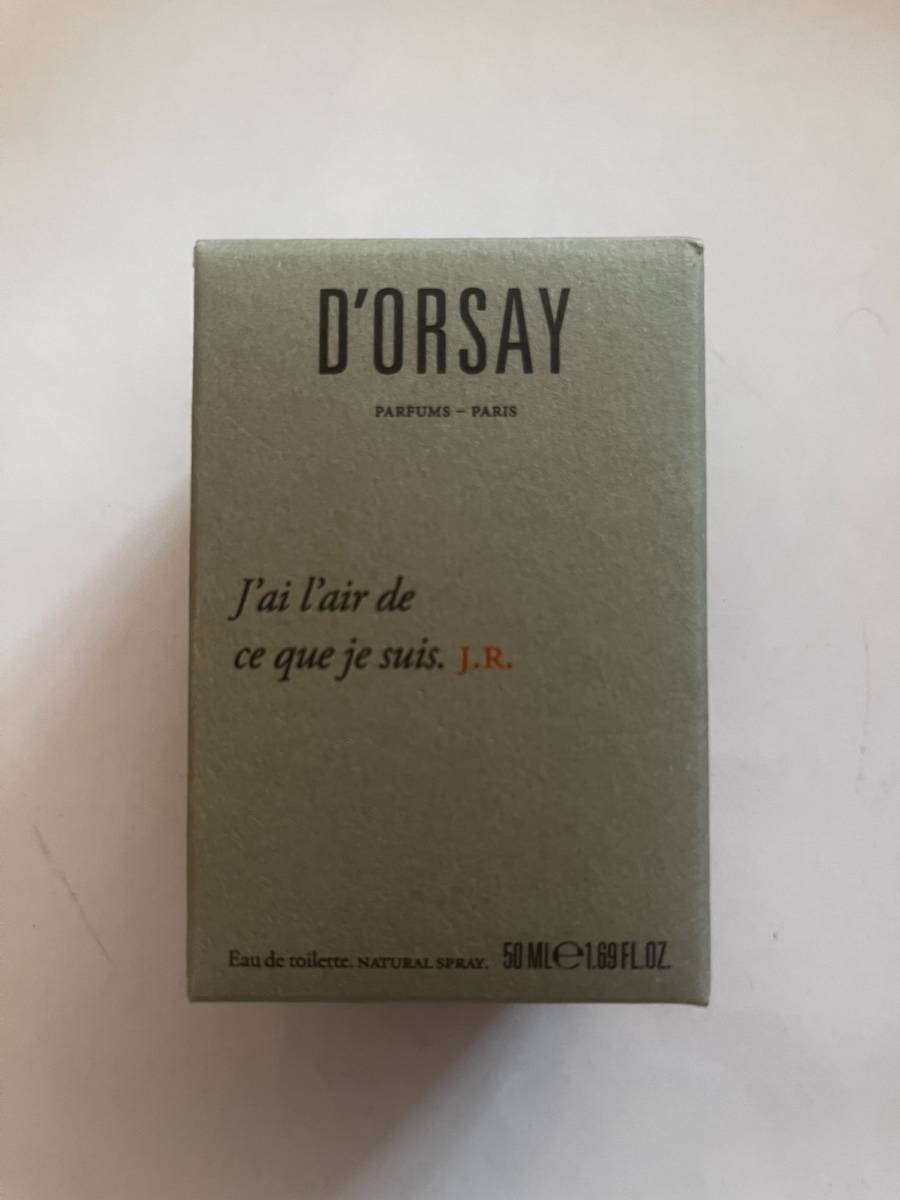 D'ORSAY
PARFUMS – PARIS
J'ai l'air de
ce que je suis. J.R.
Eau de toilette. NATURAL SPRAY. 50 ML℮1.69 FL.OZ.